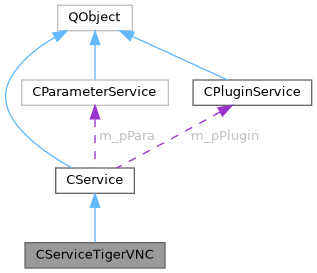 QObject
CParameterService
CPluginService
m_pPara
m_pPlugin
CService
CServiceTigerVNC